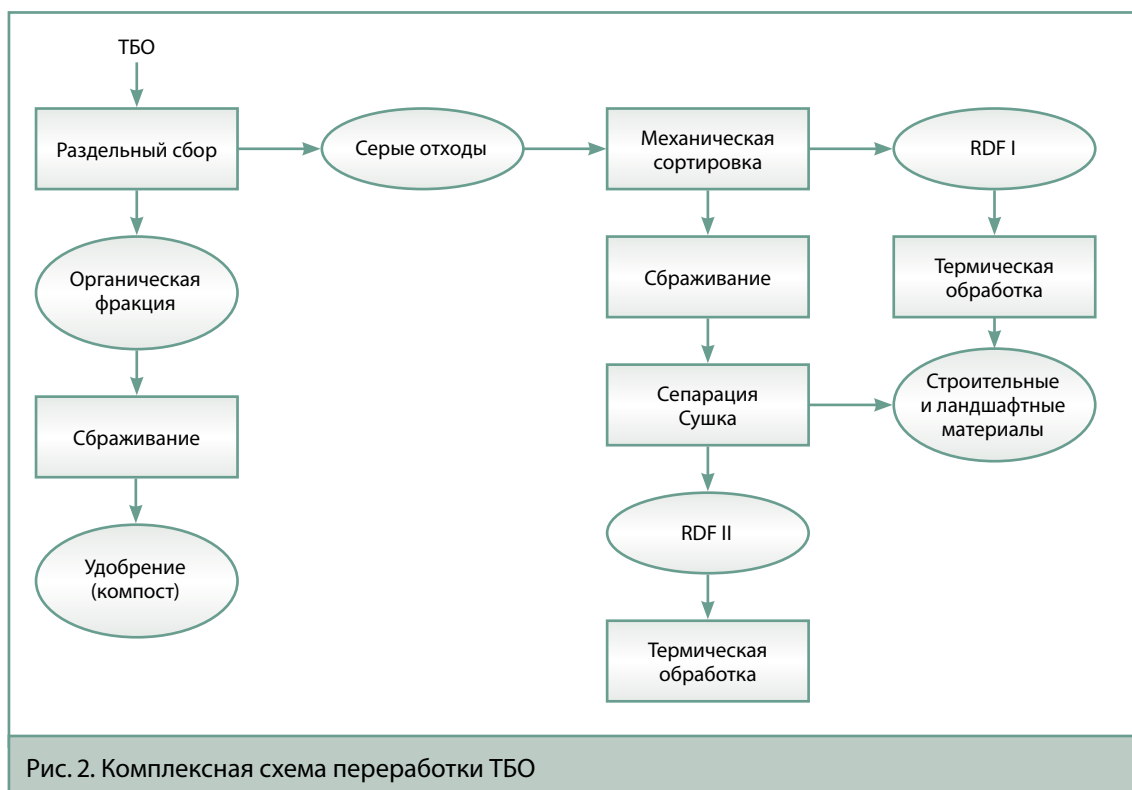 ТБО
Раздельный сбор
Серые отходы
Механическая
сортировка
RDF I
Органическая
фракция
Сбраживание
Термическая
обработка
Сбраживание
Сепарация
Сушка
Строительные
и ландшафтные
материалы
Удобрение
(компост)
RDF II
Термическая
обработка
Рис. 2. Комплексная схема переработки ТБО